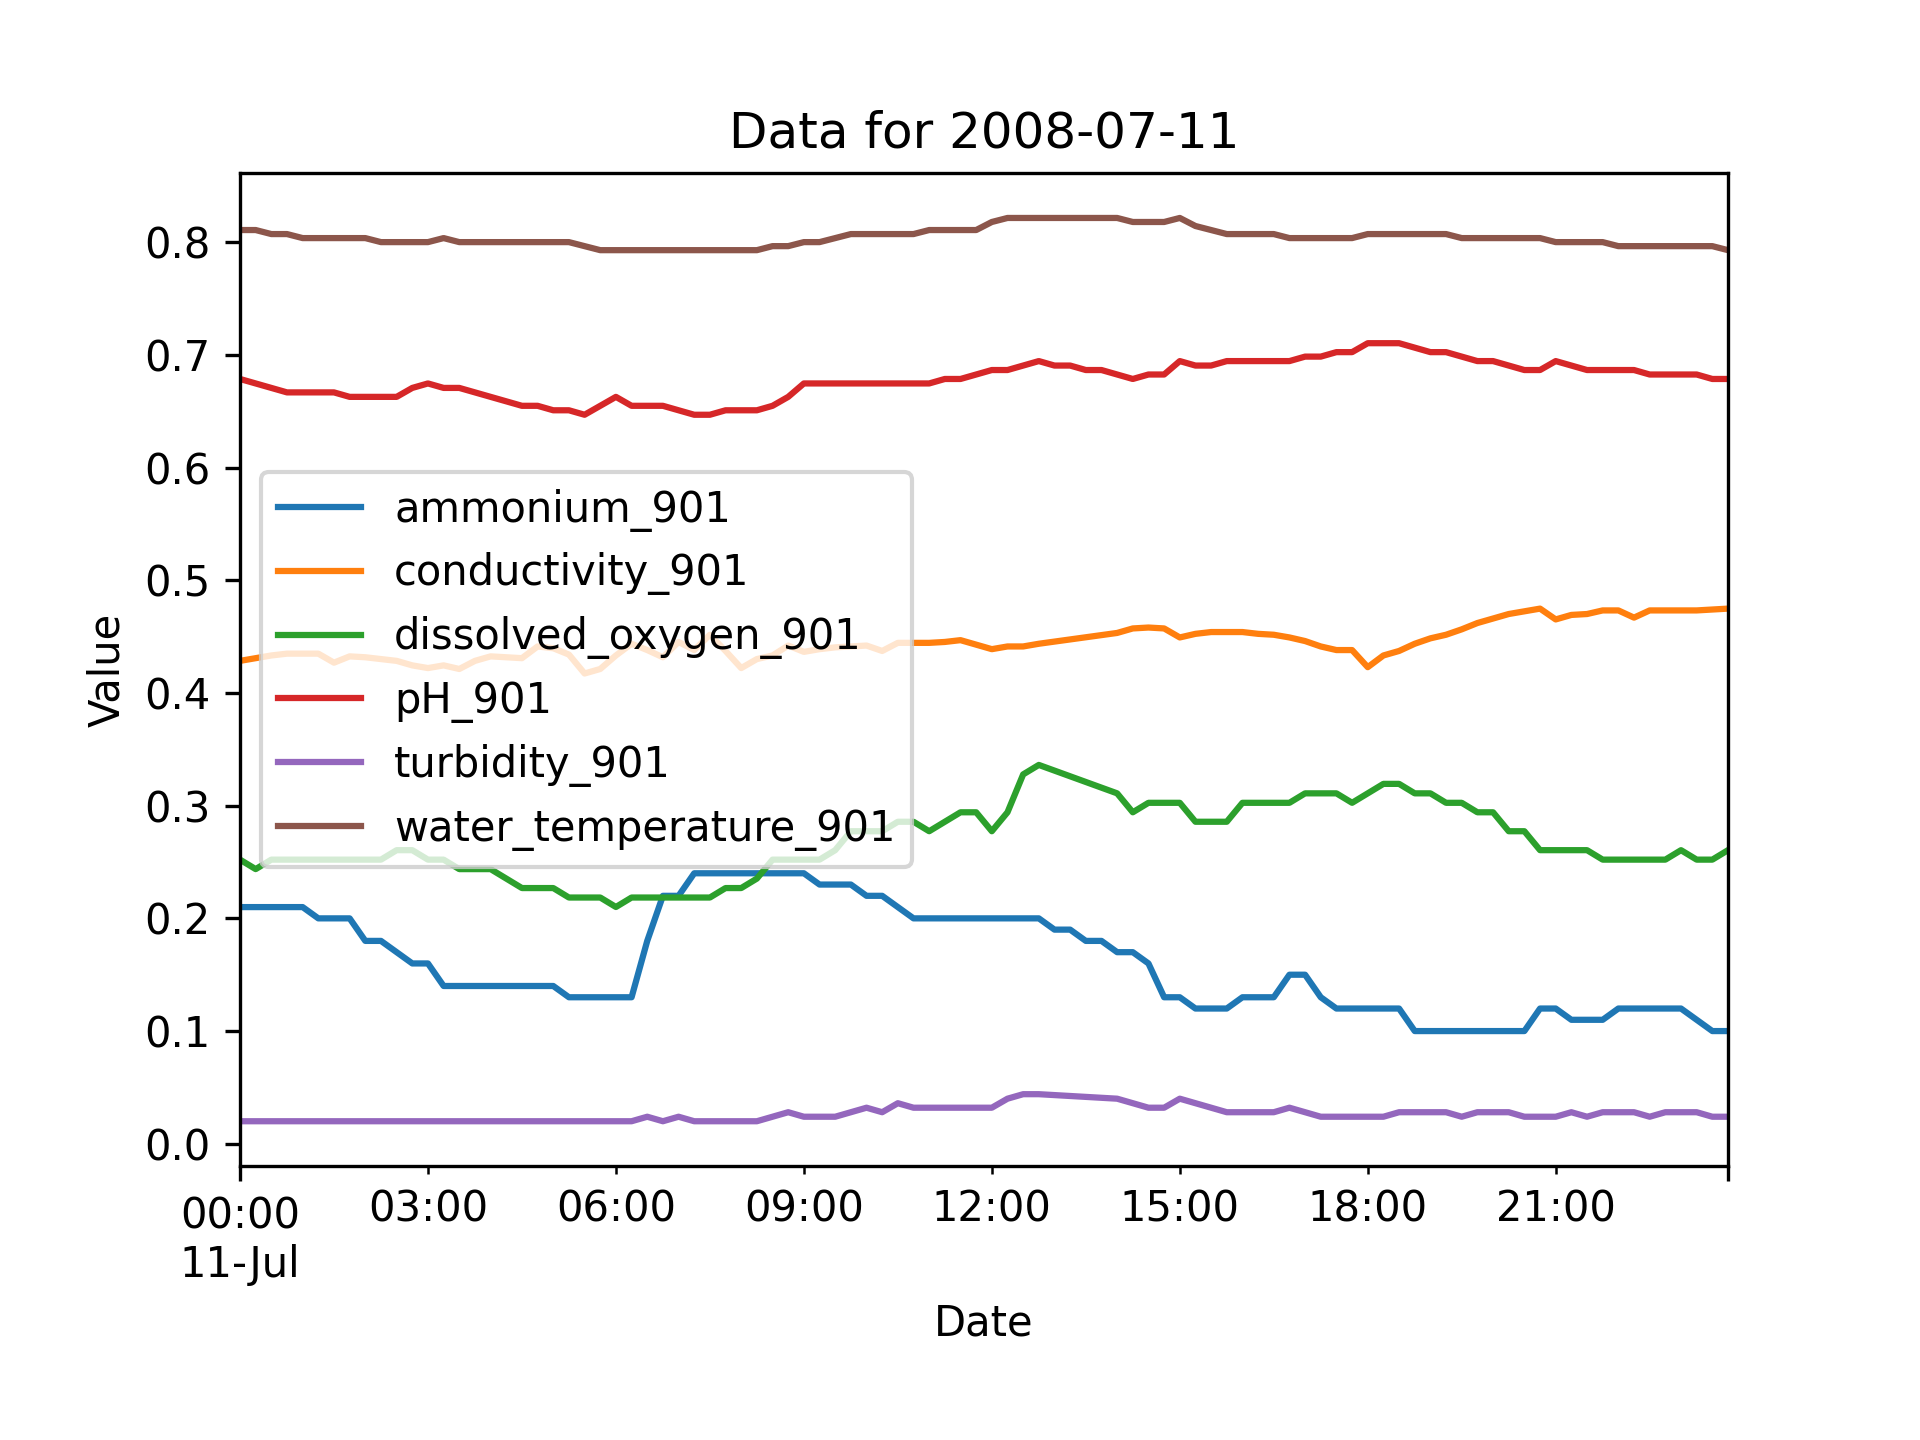 Data for 2008-07-11
Value
0.8
0.7
0.6
0.5
0.4
0.3
0.2
0.1
0.0
ammonium_901
conductivity_901
dissolved_oxygen_901
pH_901
turbidity_901
water_temperature_901
00:00 03:00 06:00 09:00 12:00 15:00 18:00 21:00
11-Jul
Date